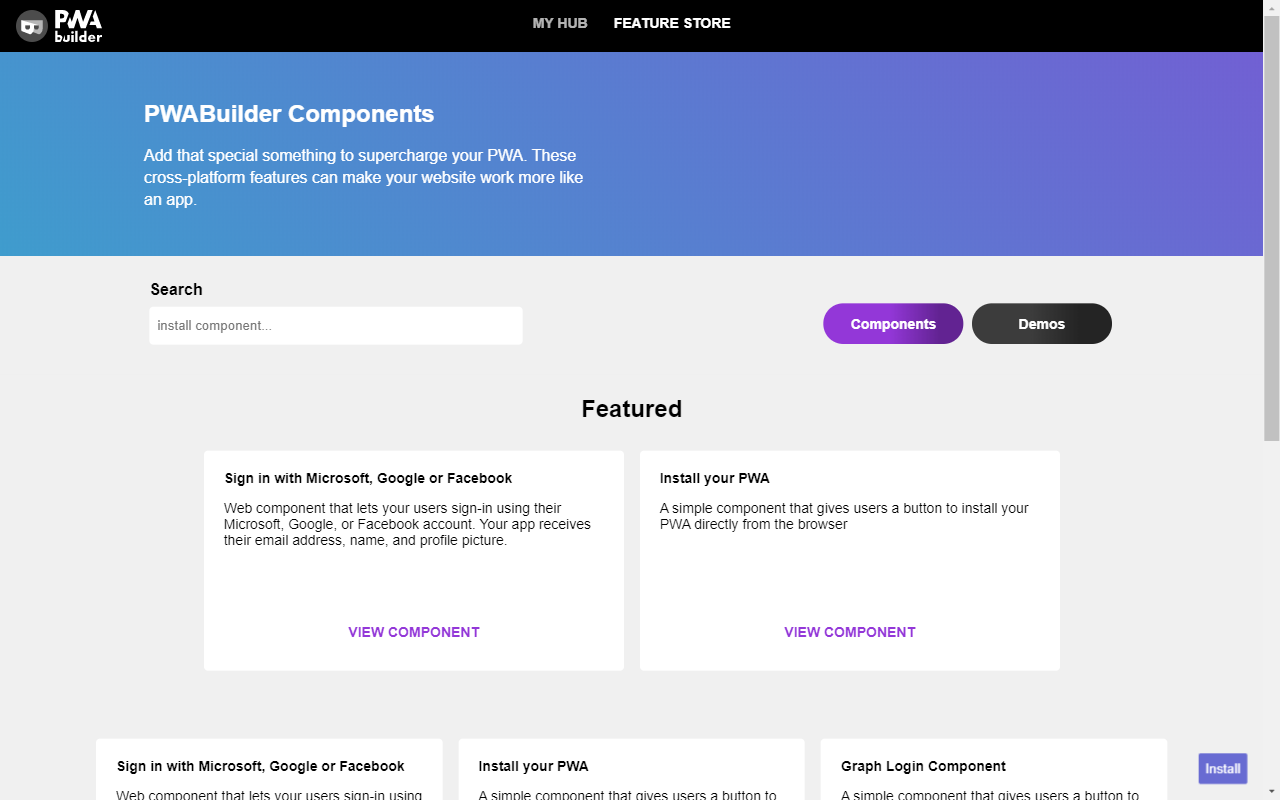 PWA
builder
MY HUB
FEATURE STORE
PWABuilder Components
Add that special something to supercharge your PWA. These
cross-platform features can make your website work more like
an app.
Search
install component...
Components
Demos
Featured
Sign in with Microsoft, Google or Facebook
Web component that lets your users sign-in using their
Microsoft, Google, or Facebook account. Your app receives
their email address, name, and profile picture.
VIEW COMPONENT
Install your PWA
A simple component that gives users a button to install your
PWA directly from the browser
VIEW COMPONENT
Sign in with Microsoft, Google or Facebook
Web component that lets your users sign-in using
Install your PWA
A simple component that gives users a button to
Graph Login Component
A simple component that gives users a button to
Install